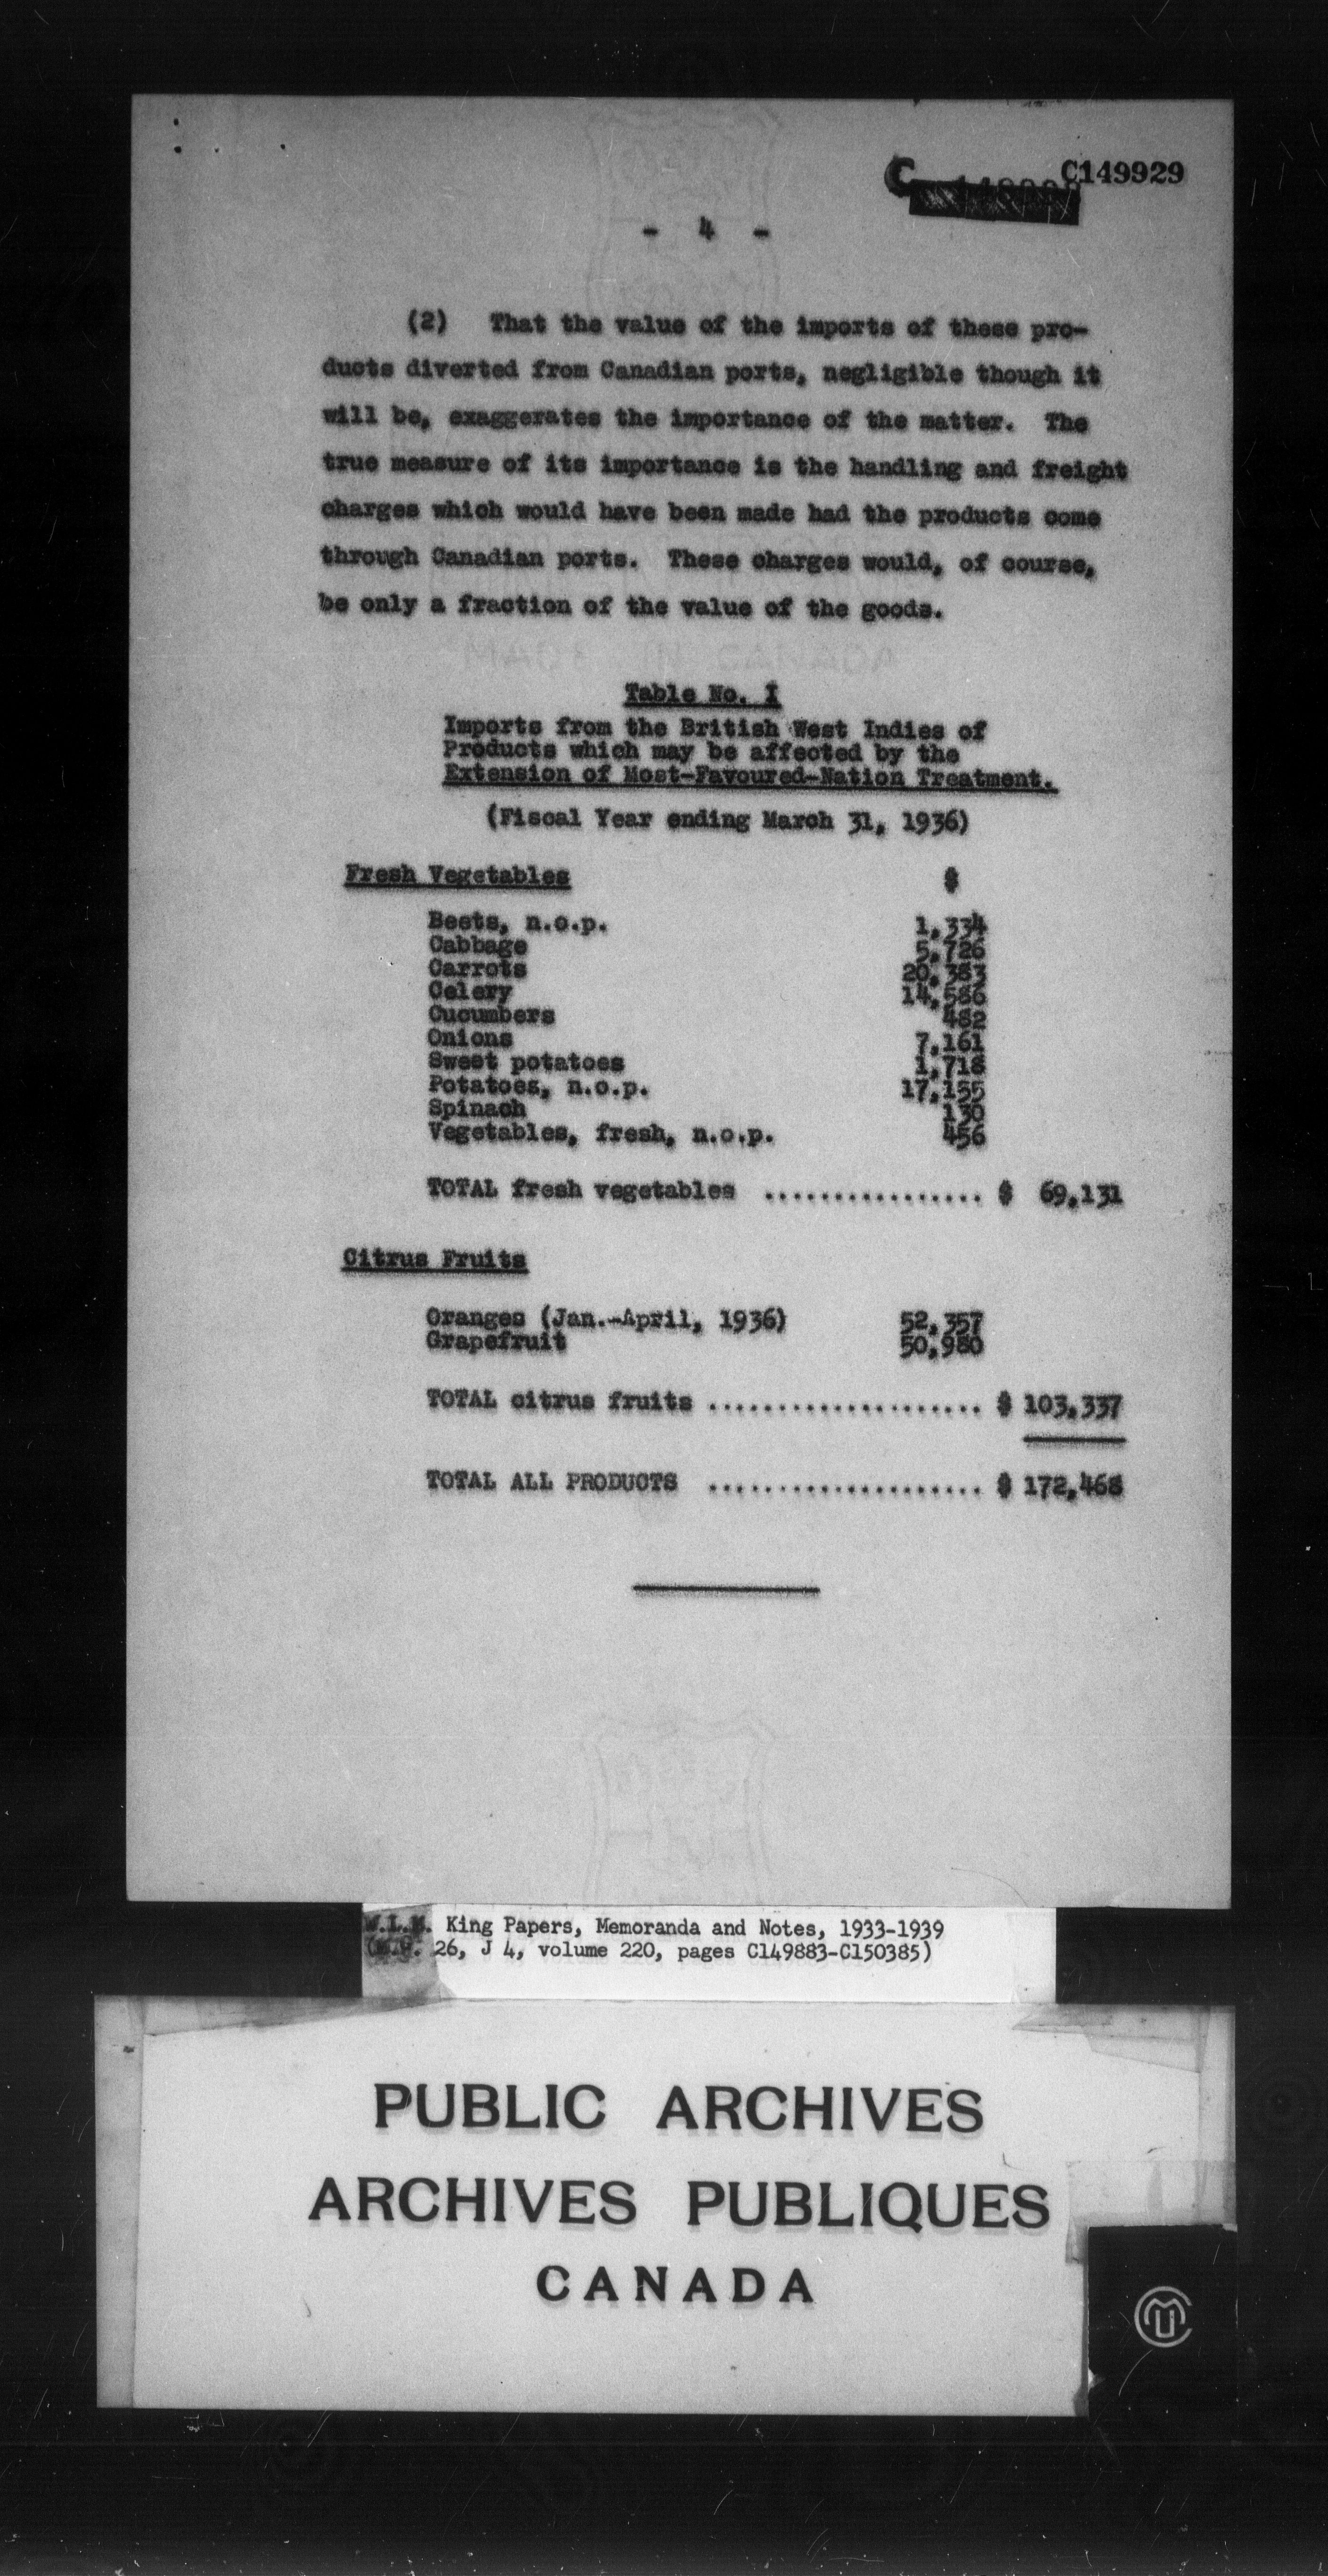 C149929
- 4 -
(2) That the value of the imports of these pro-
ducts diverted from Canadian ports, negligible though it
will be, exaggerates the importance of the matter. The
true measure of its importance is the handling and freight
charges which would have been made had the products come
through Canadian ports. These charges would, of course,
be only a fraction of the value of the goods.
Table No. I
Imports from the British West Indies of
Products which may be affected by the
Extension of Most-Favoured-Nation Treatment.
(Fiscal Year ending March 31, 1936)
Fresh Vegetables $
Beets, n.o.p. 1,334
Cabbage 5,726
Carrots 20,383
Celery 14,586
Cucumbers 482
Onions 7,161
Sweet potatoes 1,718
Potatoes, n.o.p. 17,155
Spinach 130
Vegetables, fresh, n.o.p. 456
TOTAL fresh vegetables ................ $ 69,131
Citrus Fruits
Oranges (Jan.-April, 1936) 52,357
Grapefruit 50,980
TOTAL citrus fruits .................... $ 103,337
TOTAL ALL PRODUCTS .................... $ 172,468
W.L.M. King Papers, Memoranda and Notes, 1933-1939
(M.G. 26, J 4, volume 220, pages C149883-C150385)
PUBLIC ARCHIVES
ARCHIVES PUBLIQUES
CANADA